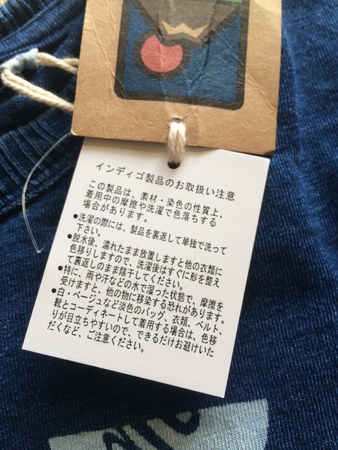 インディゴ製品のお取扱い注意
この製品は、素材・染色の性質上、
着用中の摩擦や洗濯で色落ちする
場合があります。
●洗濯の際には、製品を裏返して単独で洗って
下さい。
●脱水後、濡れたまま放置しますと他の衣類に
色移りしますので、洗濯後はすぐに形を整え
て裏返しのまま陰干してください。
●特に、雨や汗などの水で湿った状態で、摩擦を
受けますと、他の物に移染する恐れがあります。
●白・ベージュなど淡色のバッグ、衣類、ベルト、
靴とコーディネートして着用する場合は、色移
りが目立ちやすいので、できるだけお避けいた
だくなど、ご注意ください。